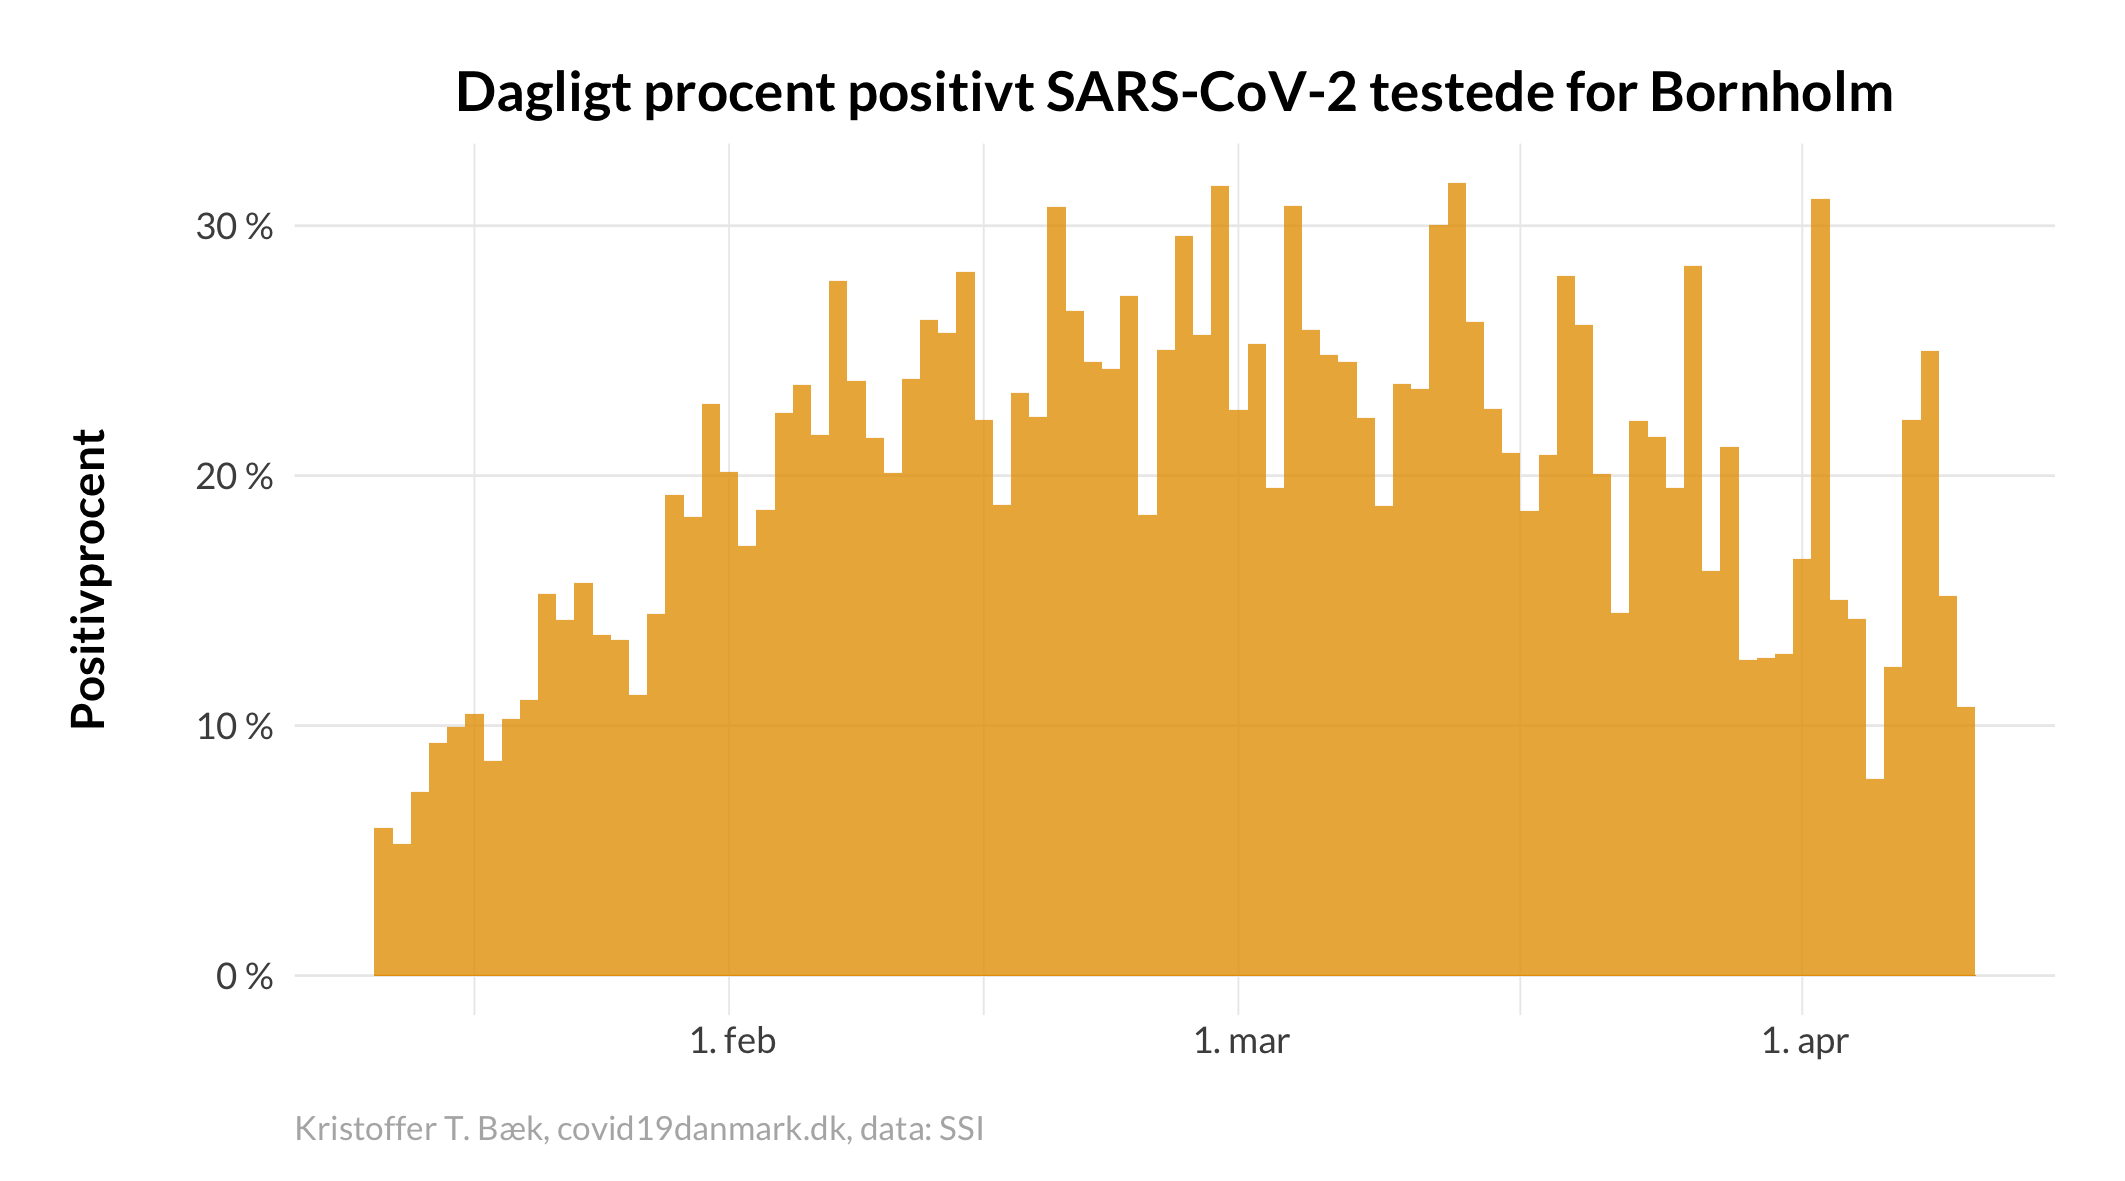 Dagligt procent positivt SARS-CoV-2 testede for Bornholm
Positivprocent
30 %
20 %
10 %
0 %
1. feb
1. mar
1. apr
Kristoffer T. Bæk, covid19danmark.dk, data: SSI